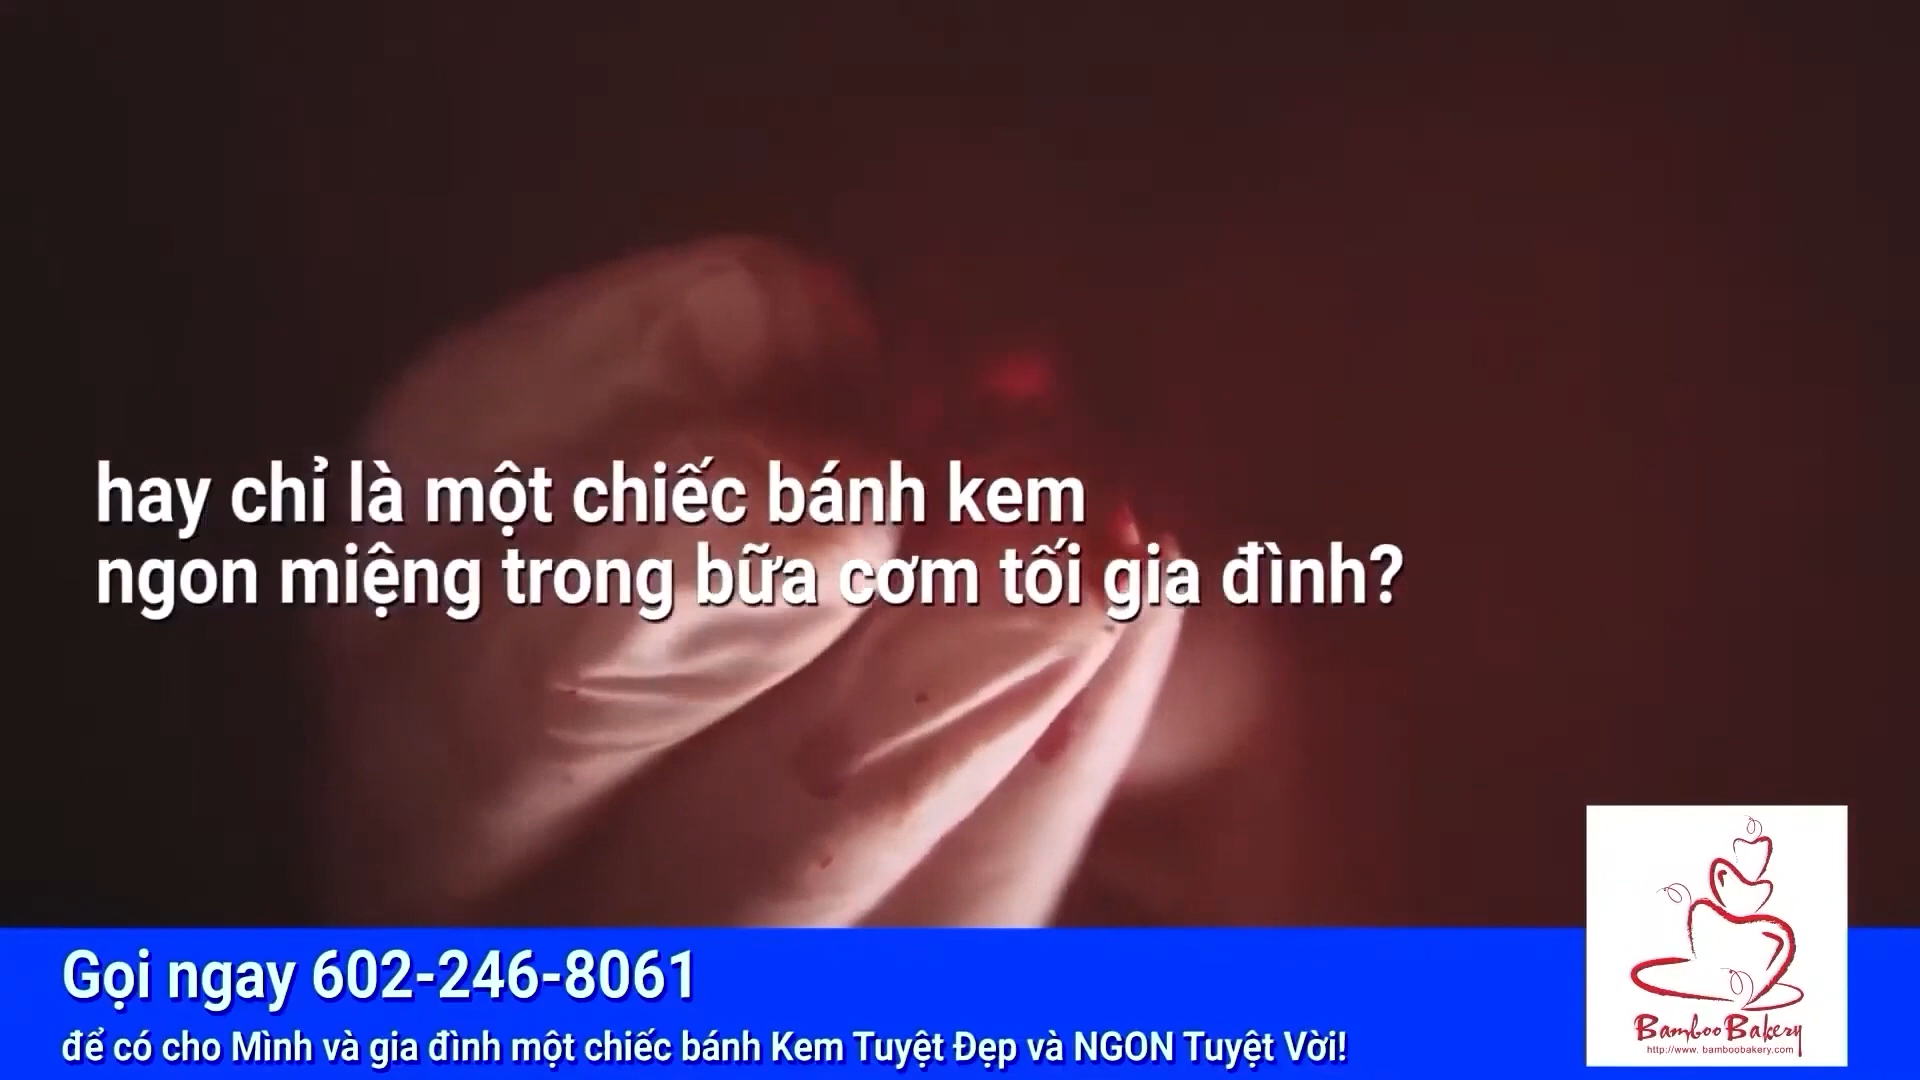 hay chỉ là một chiếc bánh kem
ngon miệng trong bữa cơm tối gia đình?
Gọi ngay 602-246-8061
để có cho Mình và gia đình một chiếc bánh Kem Tuyệt Đẹp và NGON Tuyệt Vời!
Bamboo Bakery
http://www. bamboobakery.com